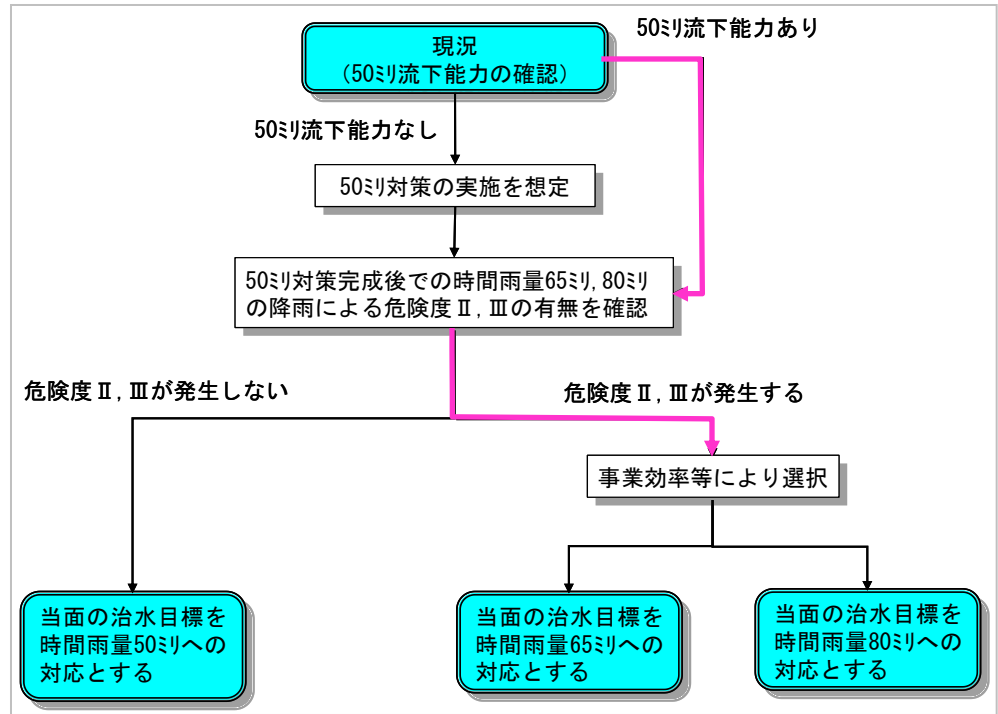 50ﾐﾘ流下能力あり
現況
(50ﾐﾘ流下能力の確認)
50ﾐﾘ流下能力なし
50ﾐﾘ対策の実施を想定
50ﾐﾘ対策完成後での時間雨量65ﾐﾘ,80ﾐﾘ
の降雨による危険度Ⅱ,Ⅲの有無を確認
危険度Ⅱ,Ⅲが発生しない
危険度Ⅱ,Ⅲが発生する
事業効率等により選択
当面の治水目標を
時間雨量50ﾐﾘへの
対応とする
当面の治水目標を
時間雨量65ﾐﾘへの
対応とする
当面の治水目標を
時間雨量80ﾐﾘへの
対応とする